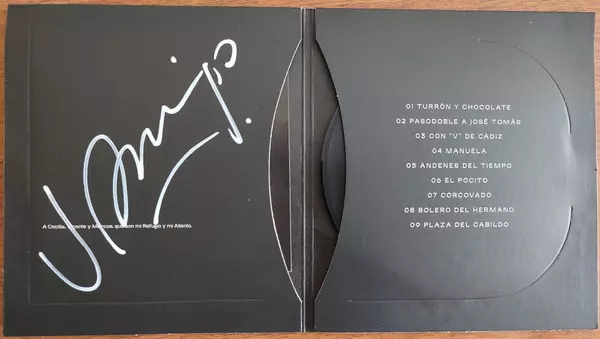 V Amigo
A Cecilia, Vicente y Marcos, que son mi Refugio y mi Aliento.
01 TURRÓN Y CHOCOLATE
02 PASODOBLE A JOSÉ TOMÁS
03 CON "V" DE CÁDIZ
04 MANUELA
05 ANDENES DEL TIEMPO
06 EL POCITO
07 CORCOVADO
08 BOLERO DEL HERMANO
09 PLAZA DEL CABILDO